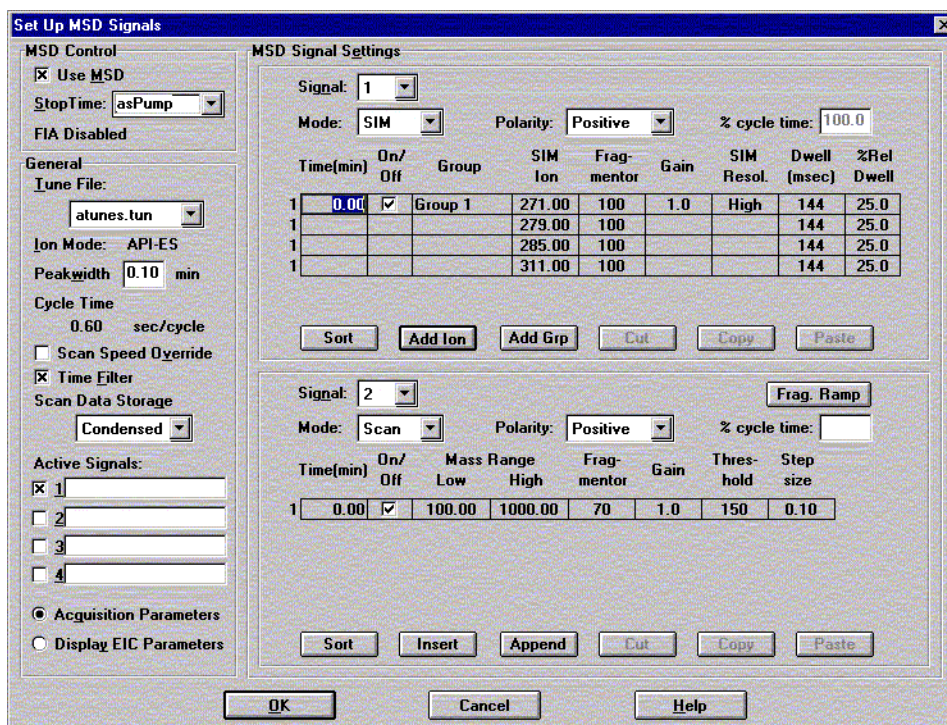 Set Up MSD Signals
MSD Control
Use MSD
StopTime: asPump
FIA Disabled
General
Tune File:
atunes.tun
Ion Mode: API-ES
Peakwidth 0.10 min
Cycle Time
0.60 sec/cycle
Scan Speed Override
Time Filter
Scan Data Storage
Condensed
Active Signals:
1
2
3
4
Acquisition Parameters
Display EIC Parameters
MSD Signal Settings
Signal: 1
Mode: SIM Polarity: Positive % cycle time: 100.0
Time(min) On/Off Group SIM Ion Frag-mentor Gain SIM Resol. Dwell (msec) %Rel Dwell
1 0.00 Group 1 271.00 100 1.0 High 144 25.0
1 279.00 100 144 25.0
1 285.00 100 144 25.0
1 311.00 100 144 25.0
Sort Add Ion Add Grp Cut Copy Paste
Signal: 2 Frag. Ramp
Mode: Scan Polarity: Positive % cycle time:
Time(min) On/Off Mass Range Low High Frag-mentor Gain Thres-hold Step size
1 0.00 100.00 1000.00 70 1.0 150 0.10
Sort Insert Append Cut Copy Paste
OK Cancel Help